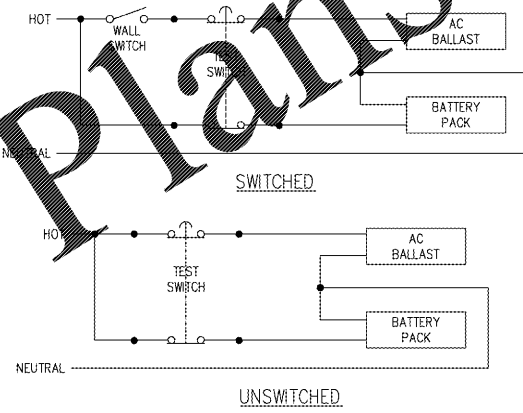 HOT
WALL
SWITCH
TEST
SWITCH
AC
BALLAST
BATTERY
PACK
NEUTRAL
SWITCHED
HOT
TEST
SWITCH
AC
BALLAST
BATTERY
PACK
NEUTRAL
UNSWITCHED
Plans